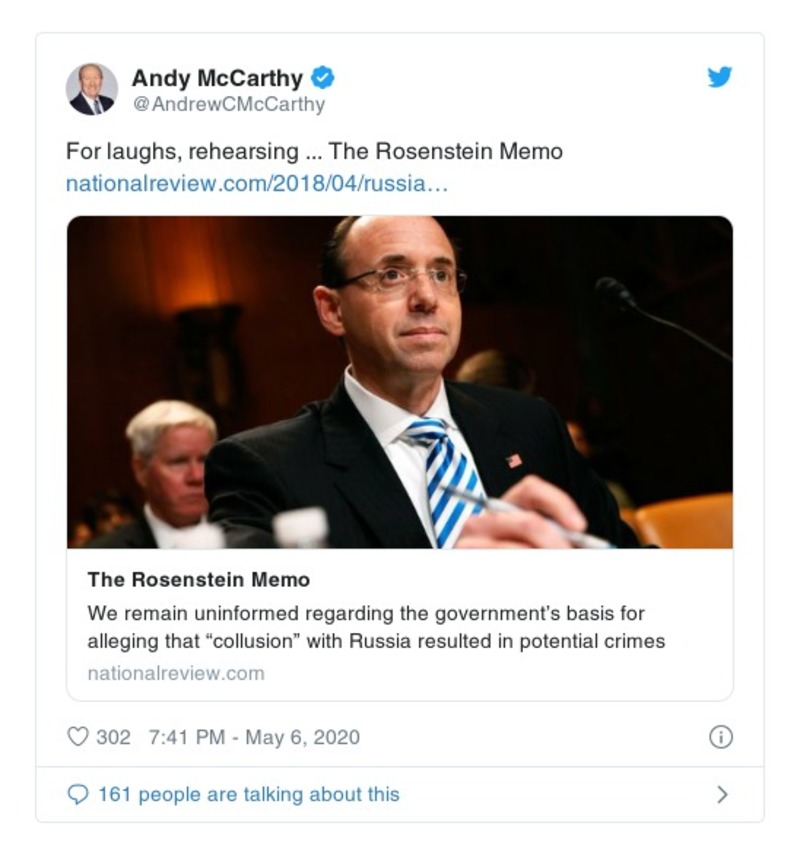 Andy McCarthy
@AndrewCMcCarthy
For laughs, rehearsing ... The Rosenstein Memo
nationalreview.com/2018/04/russia…
The Rosenstein Memo
We remain uninformed regarding the government’s basis for
alleging that “collusion” with Russia resulted in potential crimes
nationalreview.com
302 7:41 PM - May 6, 2020
161 people are talking about this